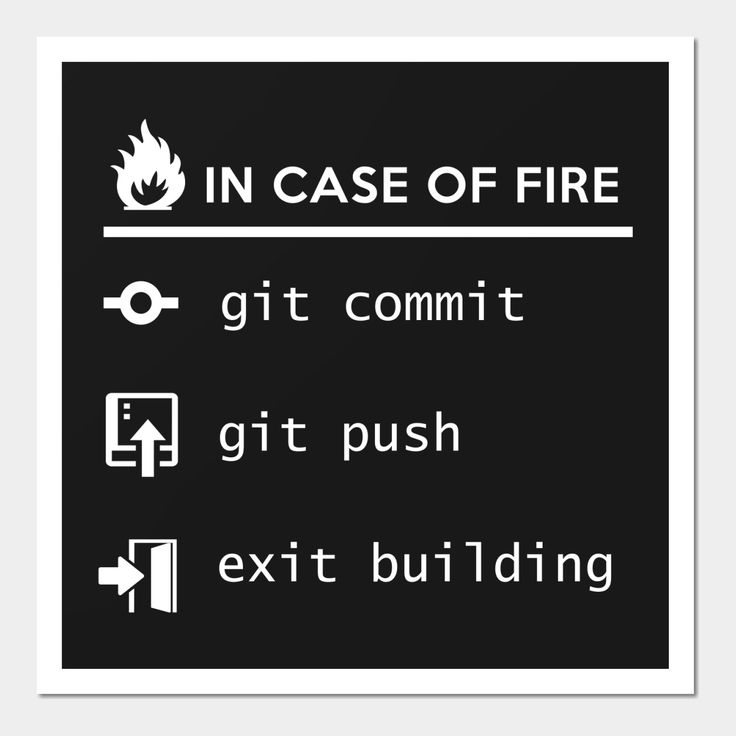 IN CASE OF FIRE
git commit
git push
exit building